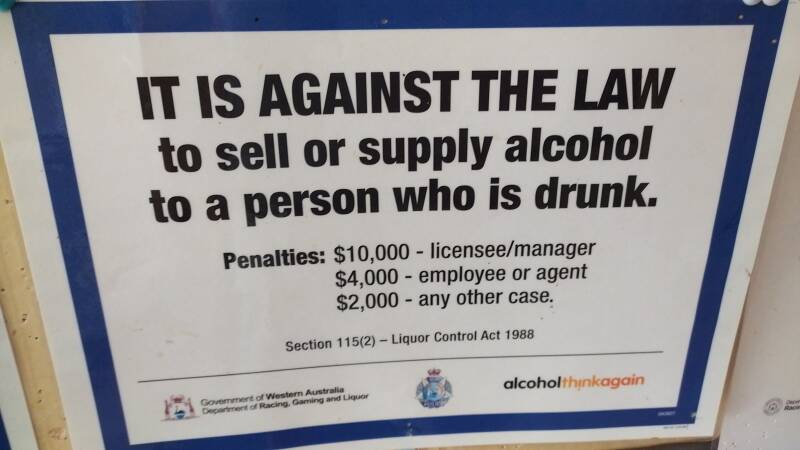 IT IS AGAINST THE LAW
to sell or supply alcohol
to a person who is drunk.
Penalties: $10,000 - licensee/manager
$4,000 - employee or agent
$2,000 - any other case.
Section 115(2) – Liquor Control Act 1988
Government of Western Australia
Department of Racing, Gaming and Liquor
alcoholthinkagain